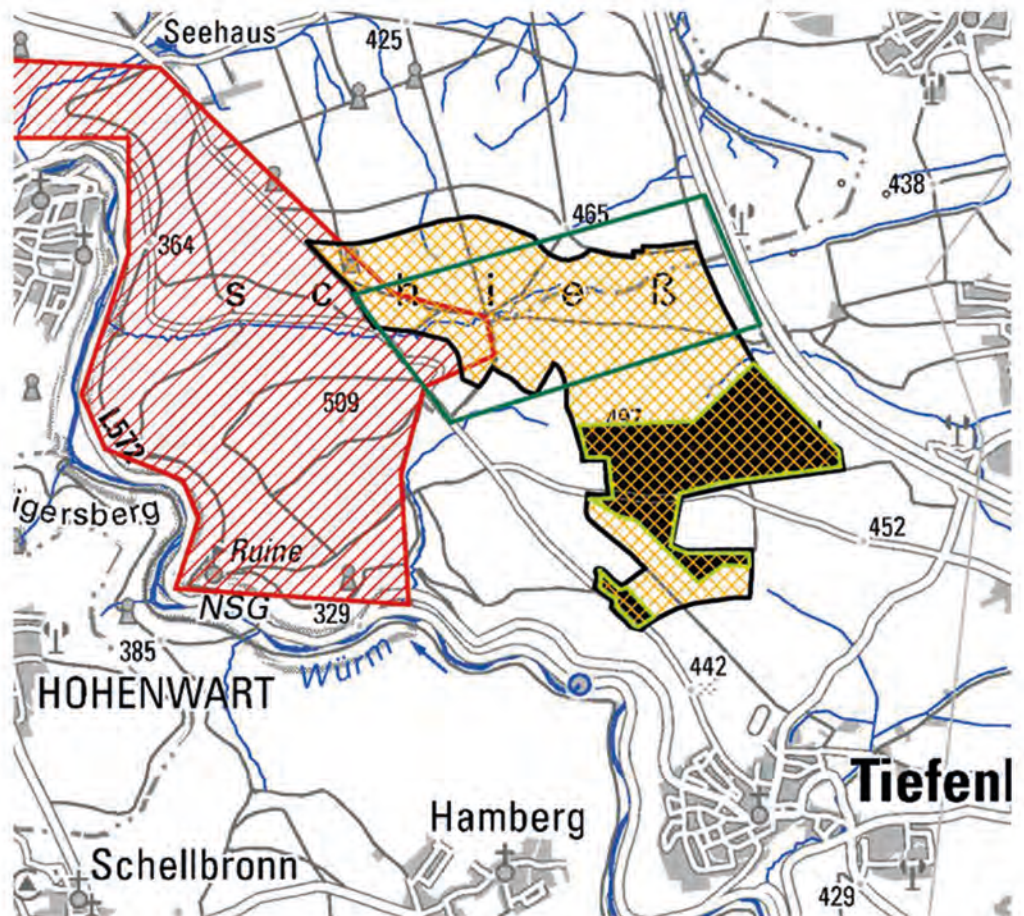 Seehaus
425
438
465
364
S c h i e ß
509
L572
igersberg
452
Ruine
NSG
329
385
Würm
442
HOHENWART
Tiefenl
Hamberg
Schellbronn
429